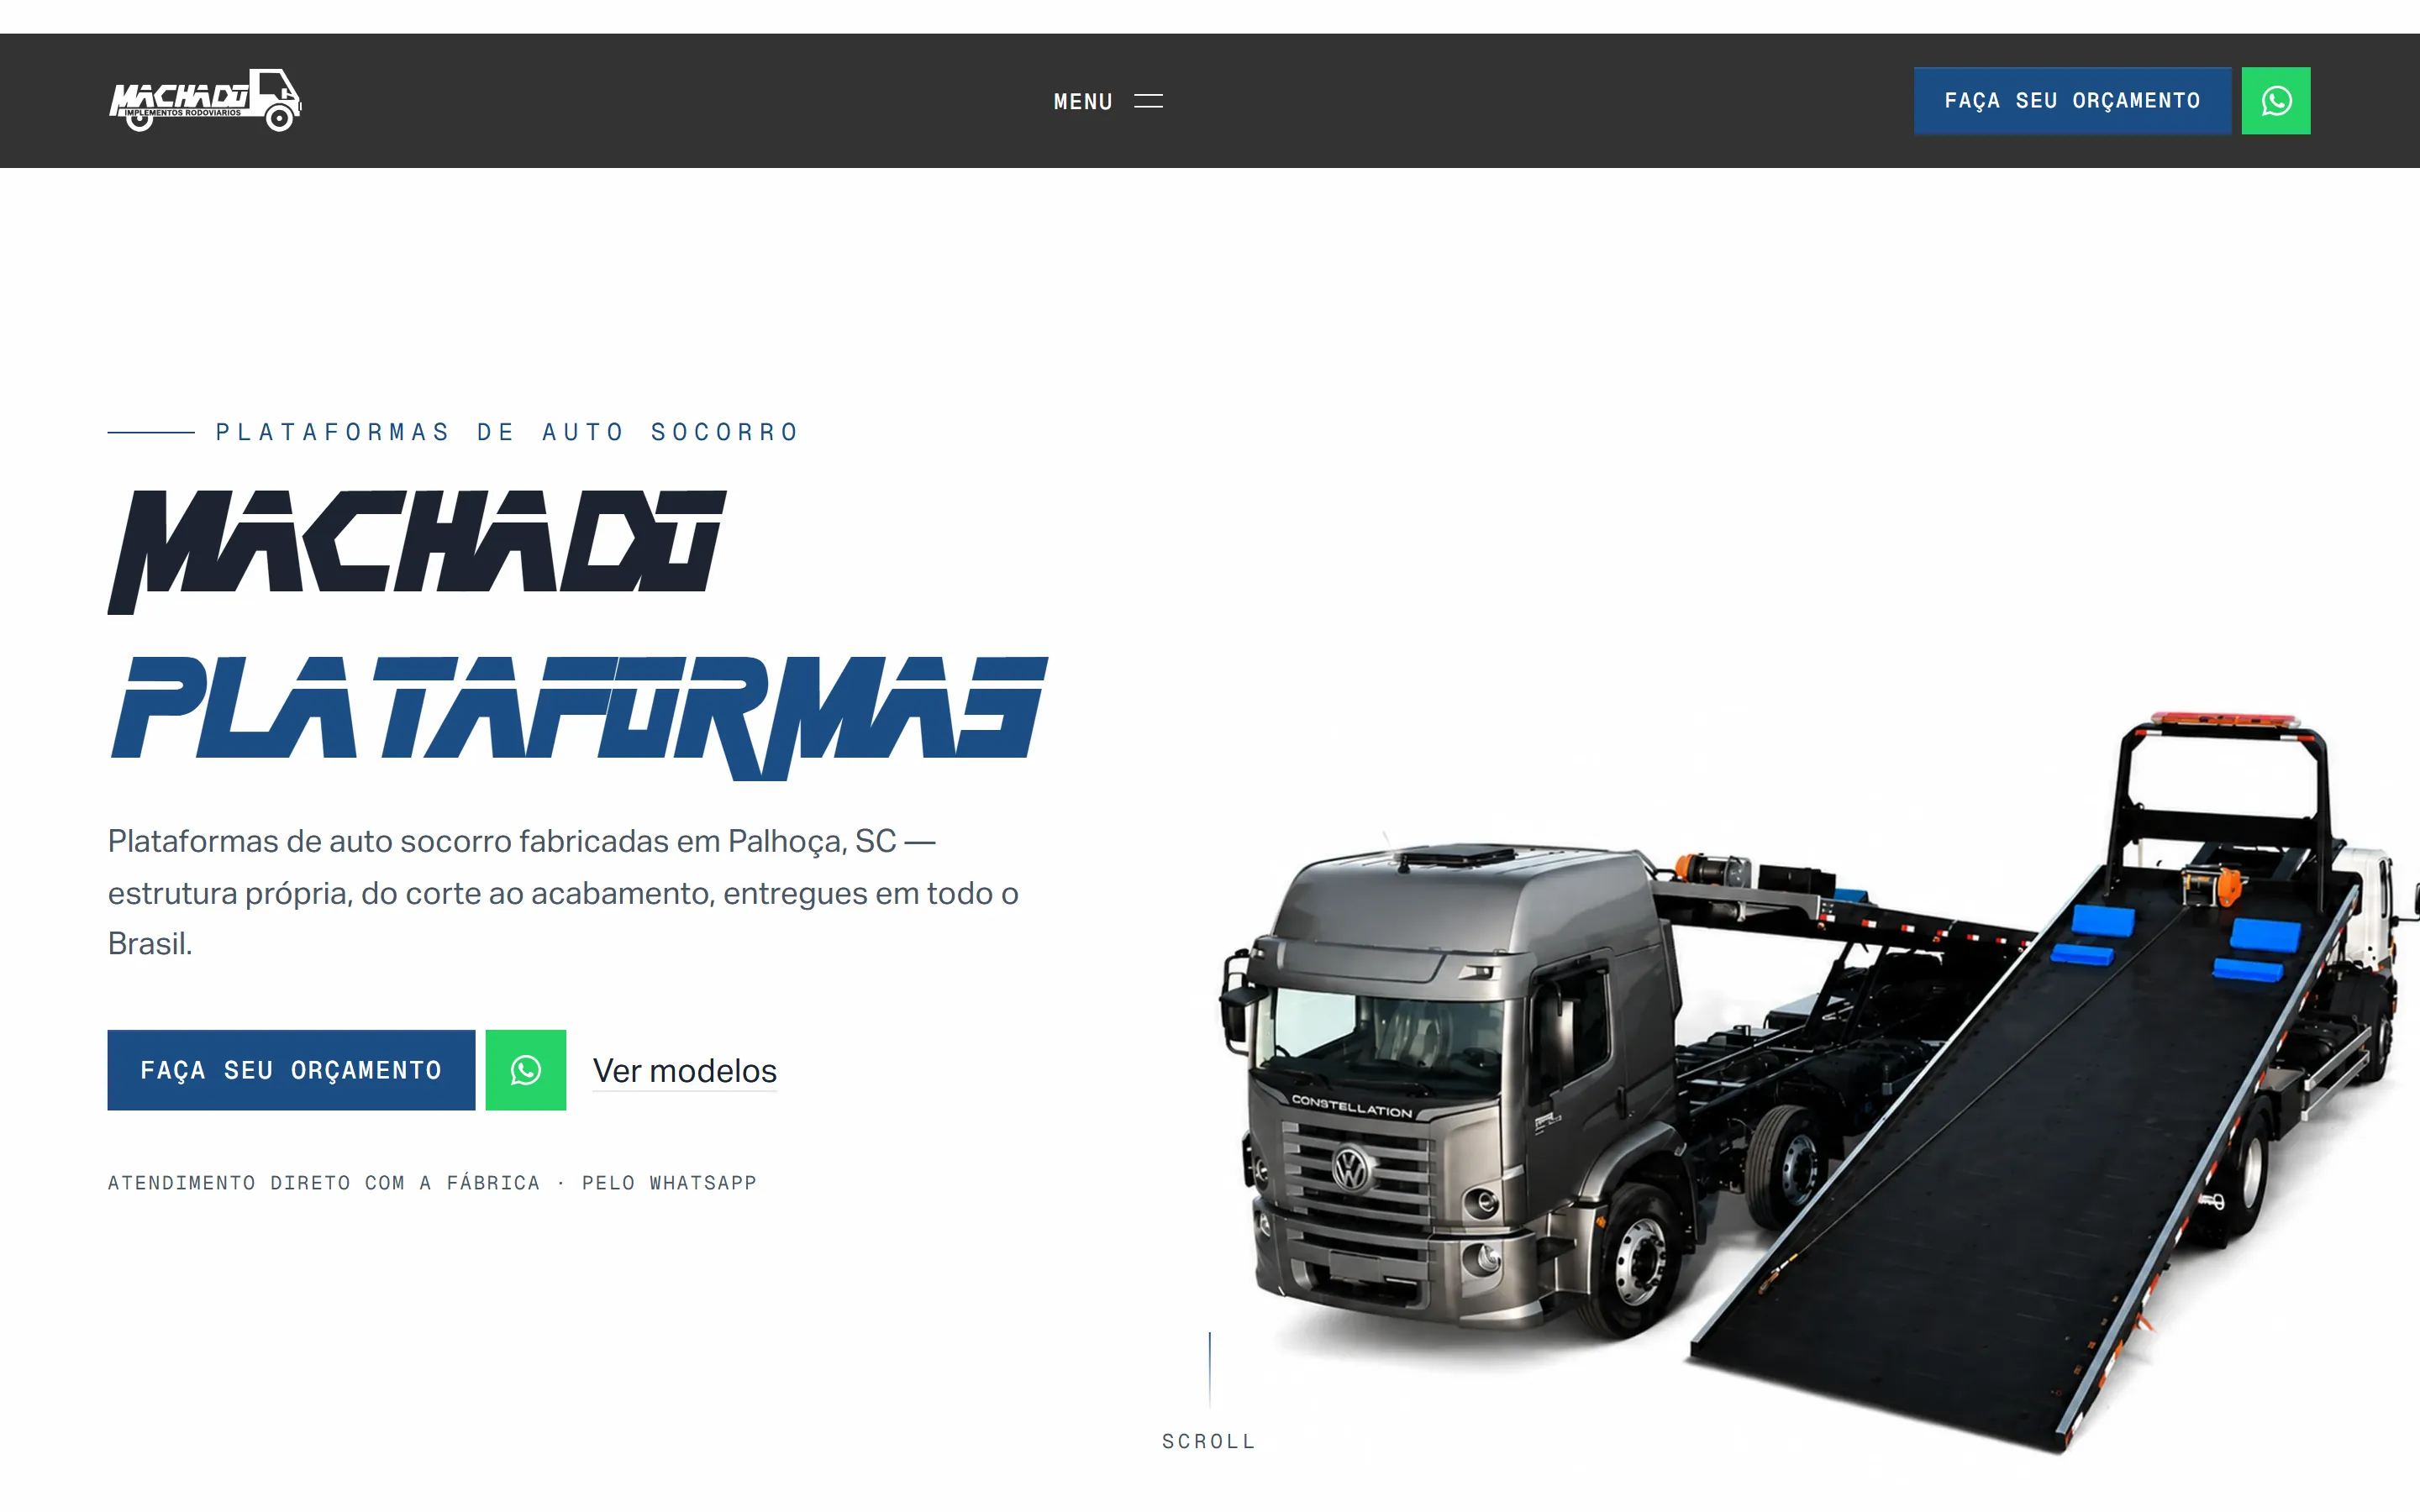 MACHADO
IMPLEMENTOS RODOVIÁRIOS
MENU
FAÇA SEU ORÇAMENTO
PLATAFORMAS DE AUTO SOCORRO
MACHADO
PLATAFORMAS
Plataformas de auto socorro fabricadas em Palhoça, SC —
estrutura própria, do corte ao acabamento, entregues em todo o
Brasil.
FAÇA SEU ORÇAMENTO
Ver modelos
ATENDIMENTO DIRETO COM A FÁBRICA · PELO WHATSAPP
CONSTELLATION
SCROLL